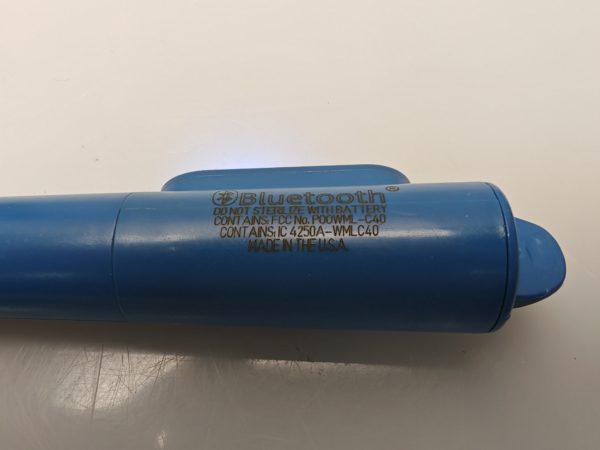 Bluetooth®
DO NOT STERILIZE WITH BATTERY
CONTAINS: FCC No. POOWML-C40
CONTAINS: IC 4250A-WMLC40
MADE IN THE U.S.A.